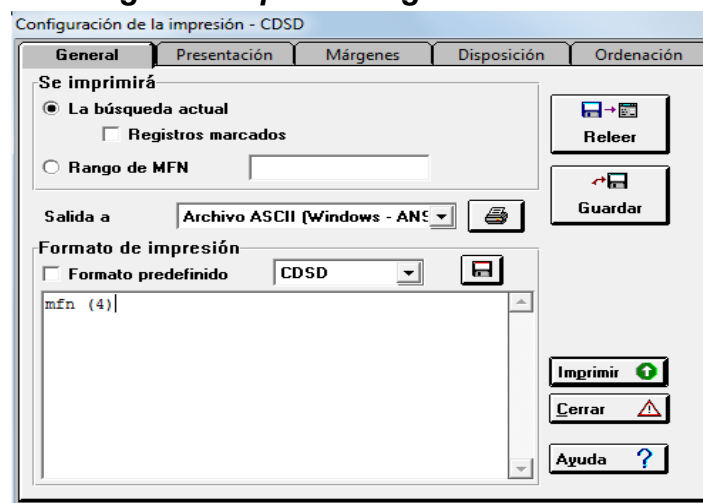 Configuración de la impresión - CDSD
General Presentación Márgenes Disposición Ordenación
Se imprimirá
La búsqueda actual
Registros marcados
Rango de MFN
Releer
Guardar
Salida a Archivo ASCII (Windows - ANS
Formato de impresión
Formato predefinido CDSD
mfn (4)
Imprimir
Cerrar
Ayuda